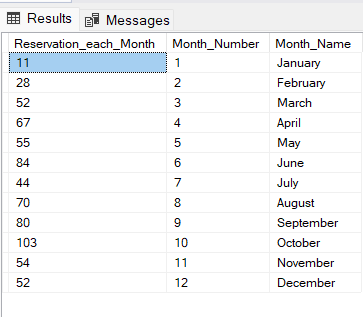 Results Messages
Reservation_each_Month Month_Number Month_Name
11 1 January
28 2 February
52 3 March
67 4 April
55 5 May
84 6 June
44 7 July
70 8 August
80 9 September
103 10 October
54 11 November
52 12 December